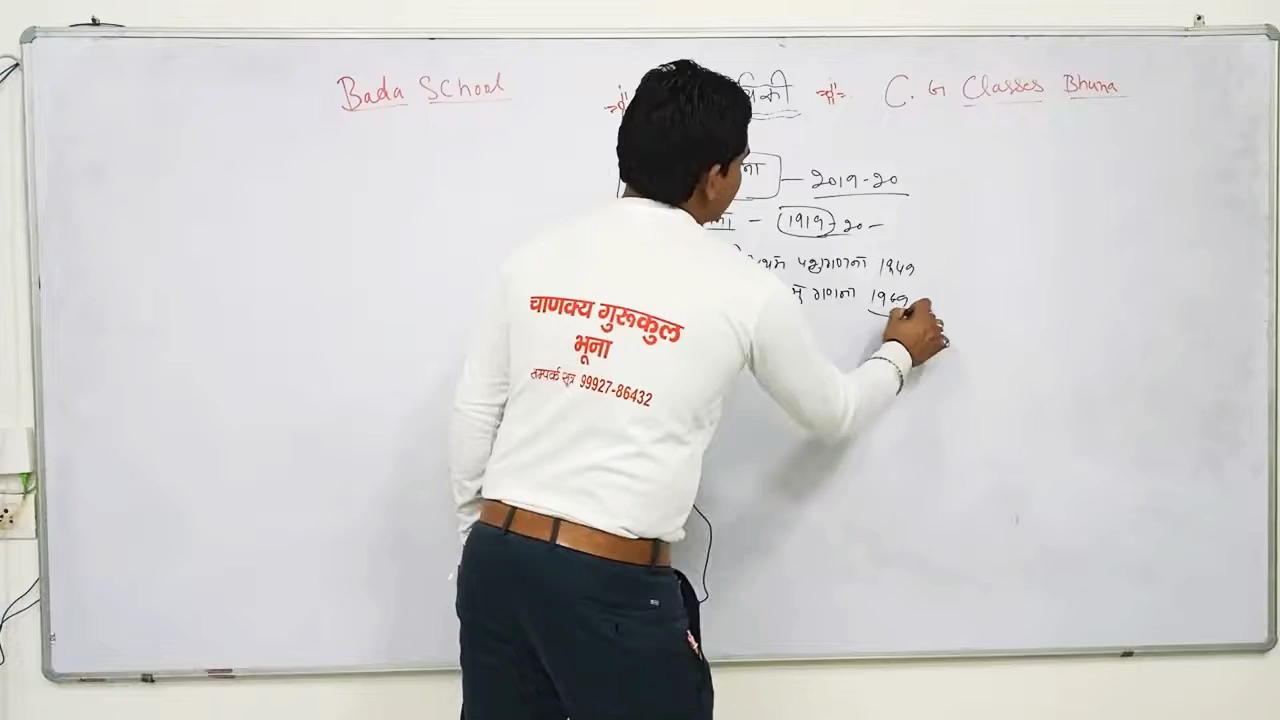 Bada School
C. G Classes Bhuna
— 2019-20
— 1919-20 —
पशुगणना 1949
गणना 1969
चाणक्य गुरूकुल
भूना
सम्पर्क सूत्र 99927-86432